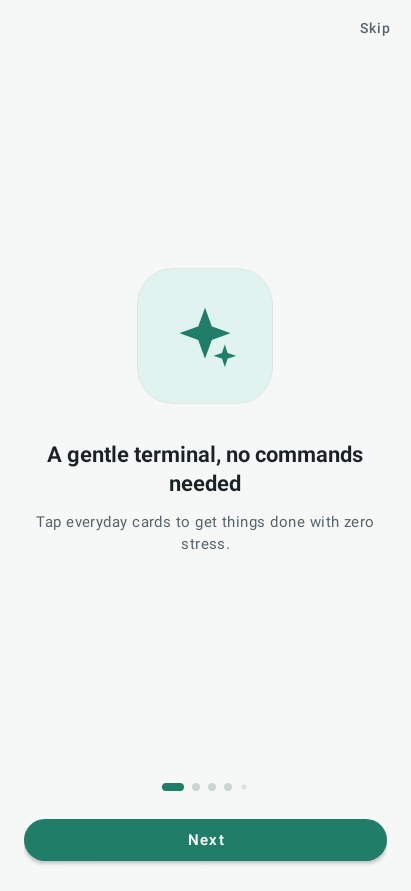 Skip
A gentle terminal, no commands
needed
Tap everyday cards to get things done with zero
stress.
Next